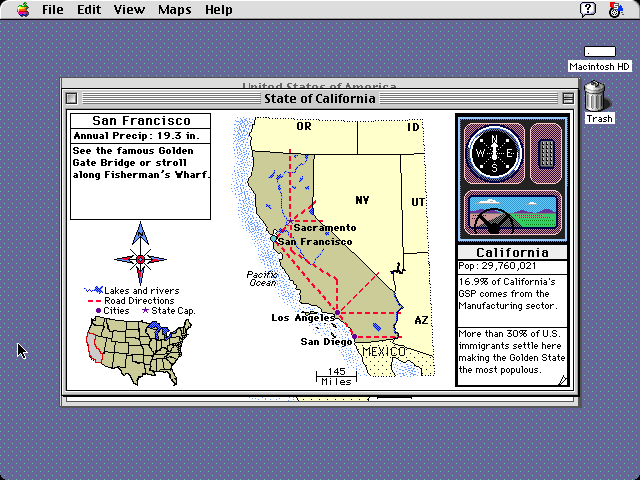 File Edit View Maps Help
Macintosh HD
Trash
United States of America
State of California
San Francisco
Annual Precip: 19.3 in.
See the famous Golden
Gate Bridge or stroll
along Fisherman's Wharf.
Lakes and rivers
Road Directions
Cities
State Cap.
OR
ID
NY
UT
AZ
Sacramento
San Francisco
Pacific
Ocean
Los Angeles
San Diego
MEXICO
145
Miles
N
W E
S
California
Pop: 29,760,021
16.9% of California's
GSP comes from the
Manufacturing sector.
More than 30% of U.S.
immigrants settle here
making the Golden State
the most populous.